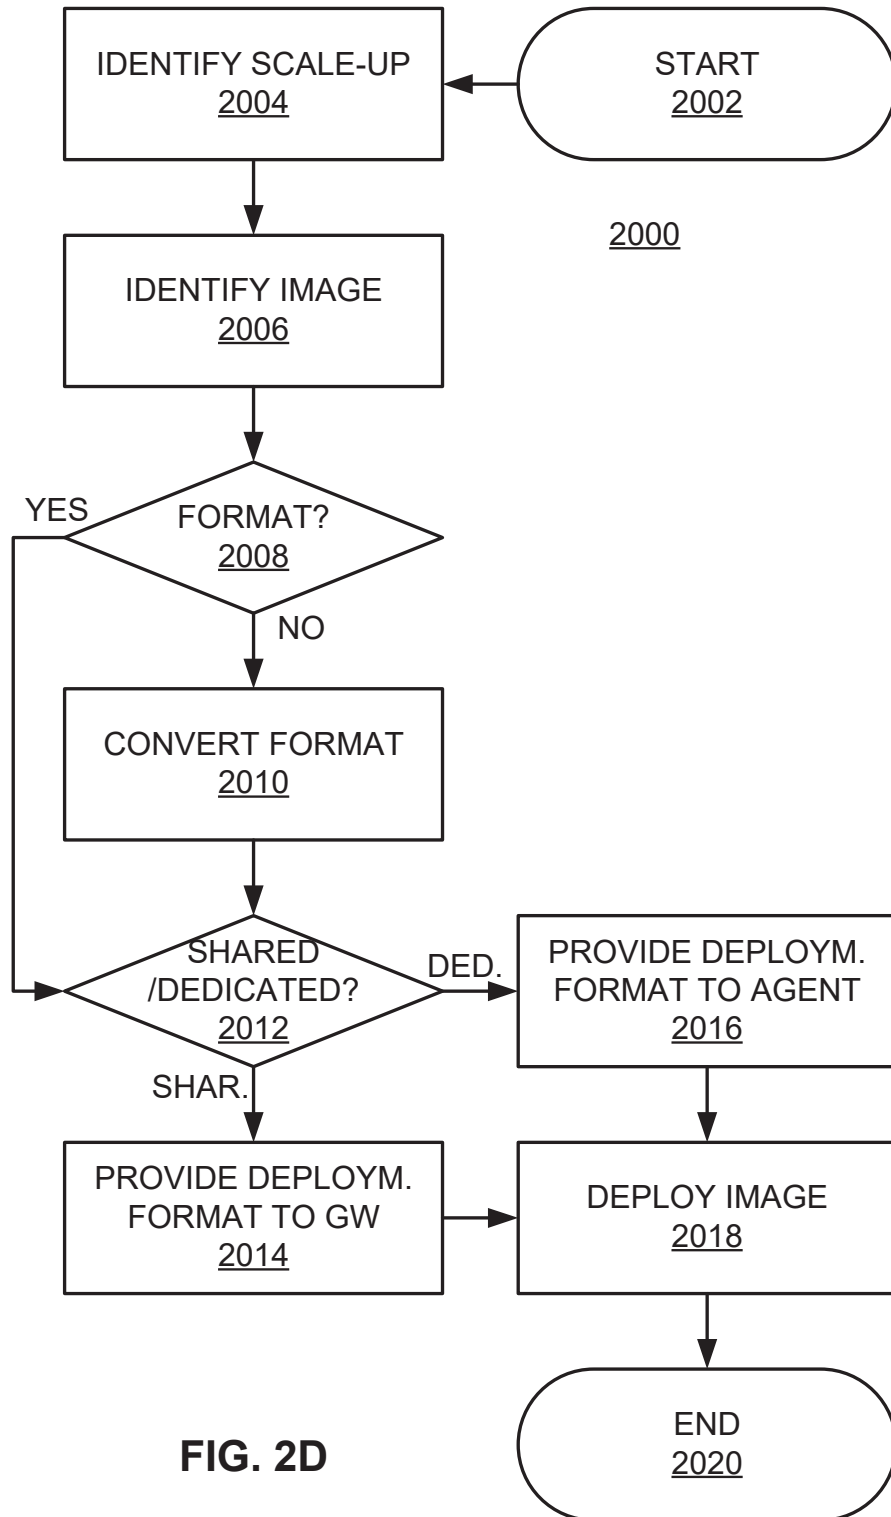 START
2002
IDENTIFY SCALE-UP
2004
2000
IDENTIFY IMAGE
2006
FORMAT?
2008
YES
NO
CONVERT FORMAT
2010
SHARED
/DEDICATED?
2012
DED.
SHAR.
PROVIDE DEPLOYM.
FORMAT TO AGENT
2016
PROVIDE DEPLOYM.
FORMAT TO GW
2014
DEPLOY IMAGE
2018
END
2020
FIG. 2D